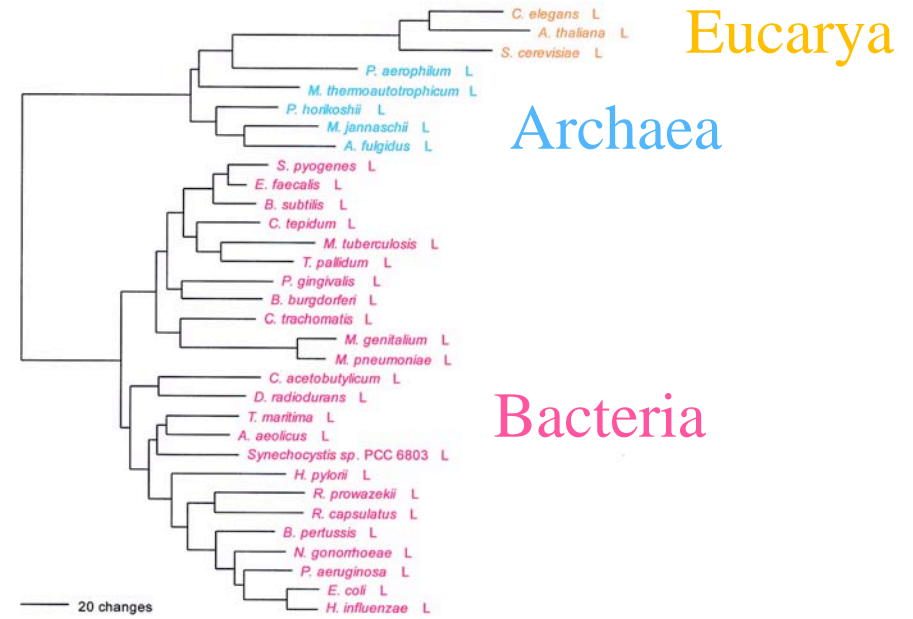 C. elegans L
A. thaliana L
S. cerevisiae L
Eucarya
P. aerophilum L
M. thermoautotrophicum L
P. horikoshii L
M. jannaschii L
A. fulgidus L
Archaea
S. pyogenes L
E. faecalis L
B. subtilis L
C. tepidum L
M. tuberculosis L
T. pallidum L
P. gingivalis L
B. burgdorferi L
C. trachomatis L
M. genitalium L
M. pneumoniae L
C. acetobutylicum L
D. radiodurans L
Bacteria
T. maritima L
A. aeolicus L
Synechocystis sp. PCC 6803 L
H. pylorii L
R. prowazekii L
R. capsulatus L
B. pertussis L
N. gonorrhoeae L
P. aeruginosa L
E. coli L
H. influenzae L
20 changes